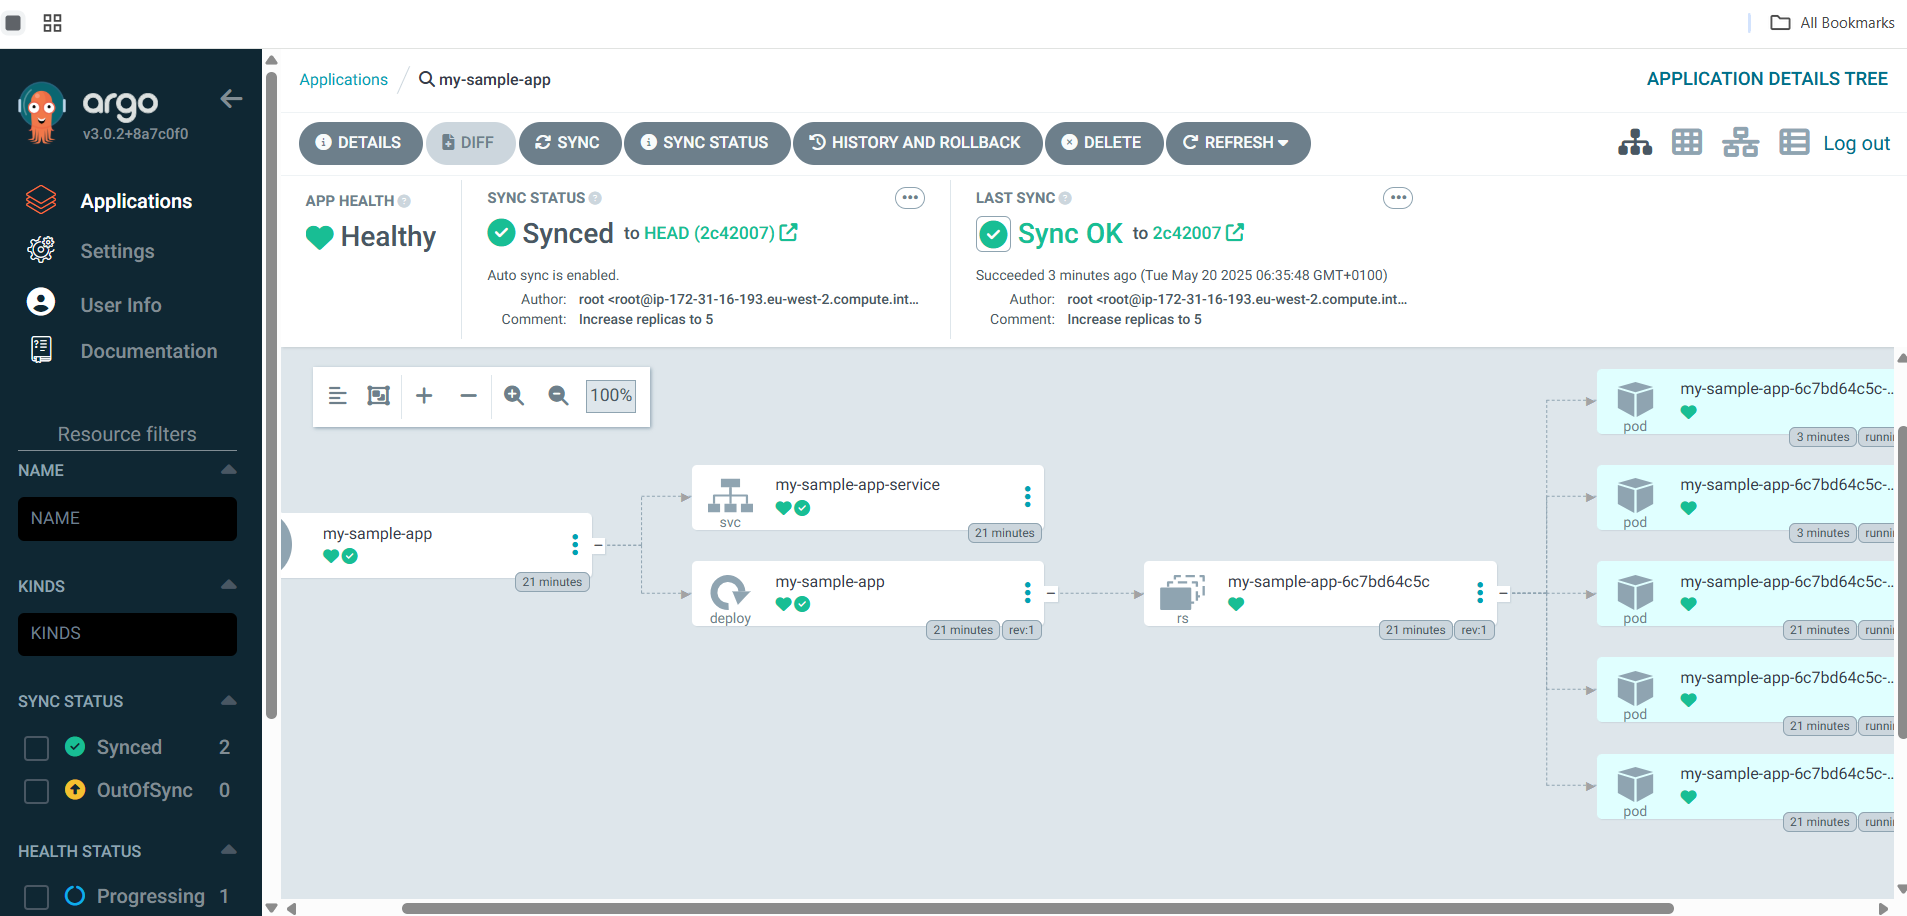 All Bookmarks
argo
v3.0.2+8a7c0f0
Applications
Settings
User Info
Documentation
Resource filters
NAME
NAME
KINDS
KINDS
SYNC STATUS
Synced 2
OutOfSync 0
HEALTH STATUS
Progressing 1
Applications / my-sample-app
APPLICATION DETAILS TREE
DETAILS DIFF SYNC SYNC STATUS HISTORY AND ROLLBACK DELETE REFRESH
Log out
APP HEALTH
Healthy
SYNC STATUS
Synced to HEAD (2c42007)
Auto sync is enabled.
Author: root <root@ip-172-31-16-193.eu-west-2.compute.int...
Comment: Increase replicas to 5
LAST SYNC
Sync OK to 2c42007
Succeeded 3 minutes ago (Tue May 20 2025 06:35:48 GMT+0100)
Author: root <root@ip-172-31-16-193.eu-west-2.compute.int...
Comment: Increase replicas to 5
100%
my-sample-app
21 minutes
my-sample-app-service
svc
21 minutes
my-sample-app
deploy
21 minutes rev:1
my-sample-app-6c7bd64c5c
rs
21 minutes rev:1
my-sample-app-6c7bd64c5c-..
pod
3 minutes runni
my-sample-app-6c7bd64c5c-..
pod
3 minutes runni
my-sample-app-6c7bd64c5c-..
pod
21 minutes runni
my-sample-app-6c7bd64c5c-..
pod
21 minutes runni
my-sample-app-6c7bd64c5c-..
pod
21 minutes runni